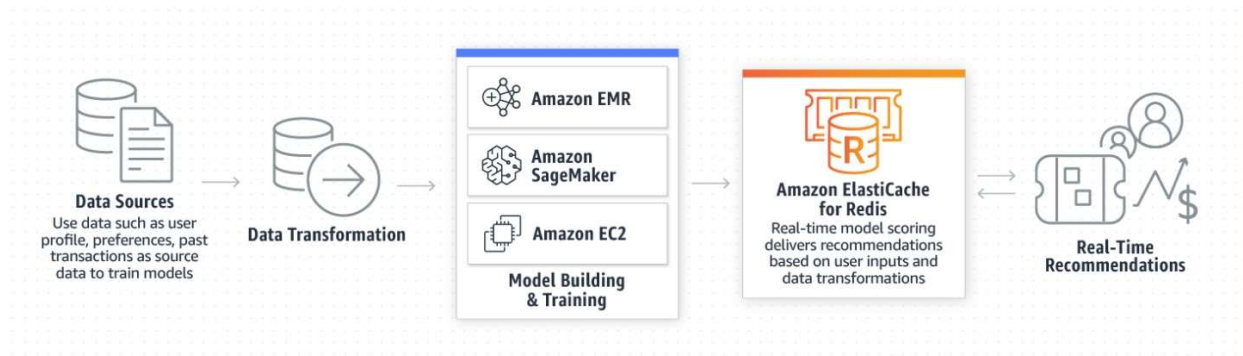 Data Sources
Use data such as user
profile, preferences, past
transactions as source
data to train models
Data Transformation
Amazon EMR
Amazon
SageMaker
Amazon EC2
Model Building
& Training
R
Amazon ElastiCache
for Redis
Real-time model scoring
delivers recommendations
based on user inputs and
data transformations
$
Real-Time
Recommendations